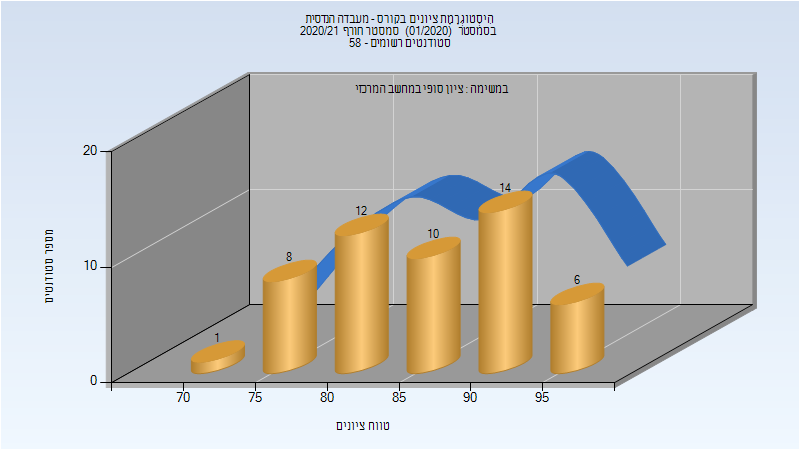 היסטוגרמת ציונים בקורס - מעבדה הנדסית
בסמסטר (01/2020) סמסטר חורף 2020/21
סטודנטים רשומים - 58
במשימה : ציון סופי במחשב המרכזי
20
10
0
מספר סטודנטים
1
8
12
10
14
6
70
75
80
85
90
95
טווח ציונים